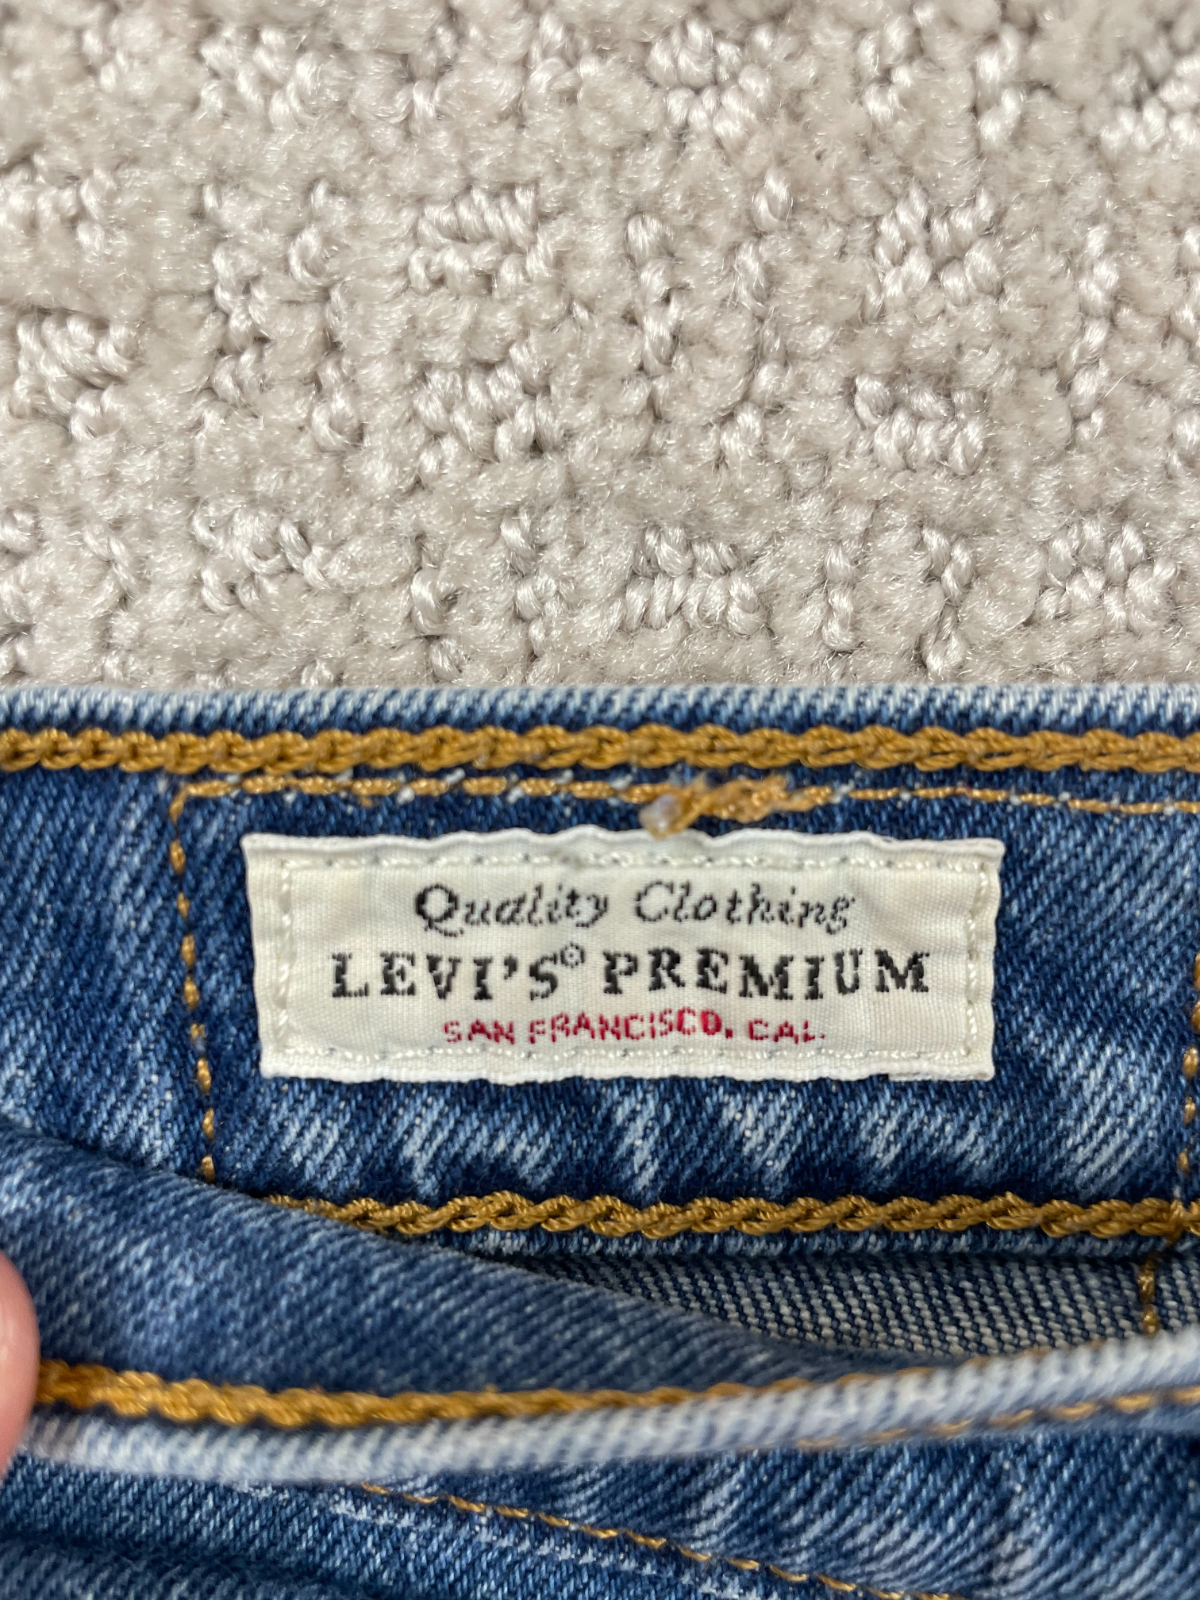 Quality Clothing
LEVI'S® PREMIUM
SAN FRANCISCO, CAL.